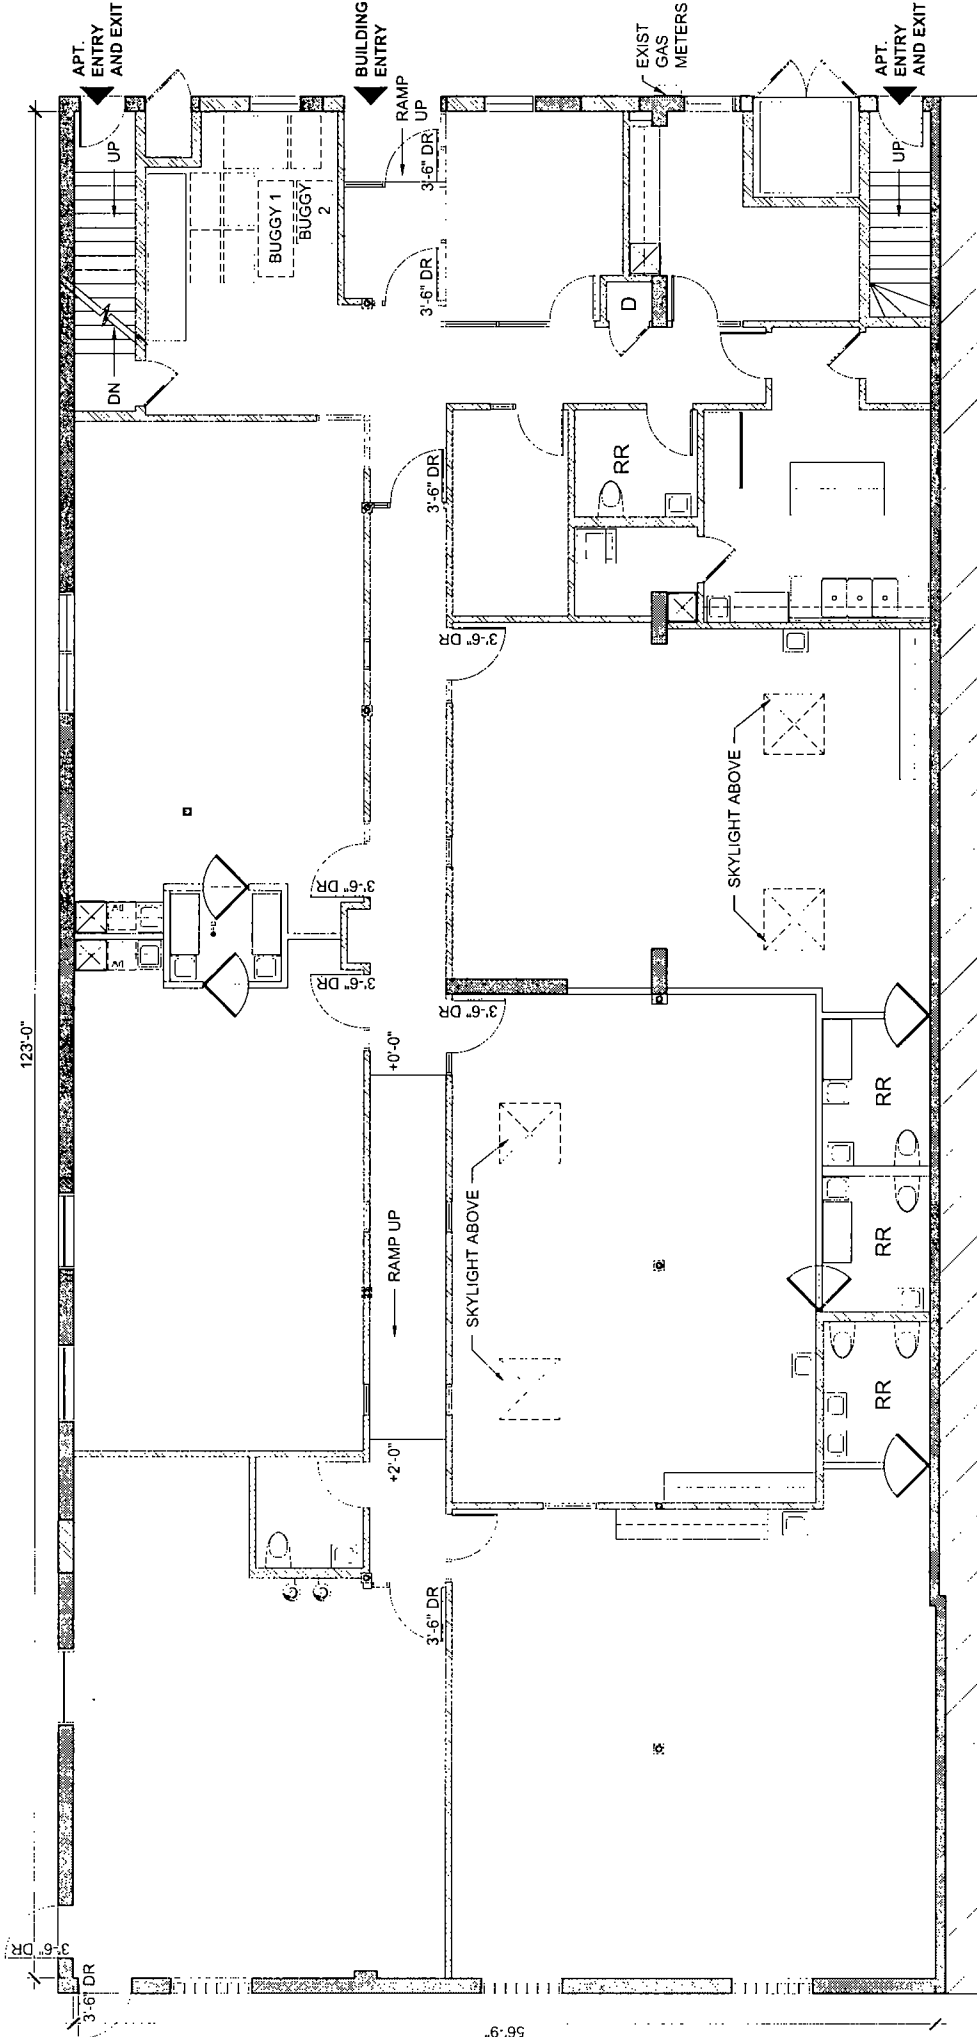 APT.
ENTRY
AND EXIT
BUILDING
ENTRY
RAMP
UP
EXIST
GAS
METERS
APT.
ENTRY
AND EXIT
UP
DN
BUGGY 1
BUGGY
2
3'-6" DR
3'-6" DR
UP
D
RR
3'-6" DR
3'-6" DR
SKYLIGHT ABOVE
3'-6" DR
3'-6" DR
3'-6" DR
123'-0"
+0'-0"
RAMP UP
+2'-0"
SKYLIGHT ABOVE
RR
RR
RR
3'-6" DR
3'-6" DR
3'-6" DR
56'-9"